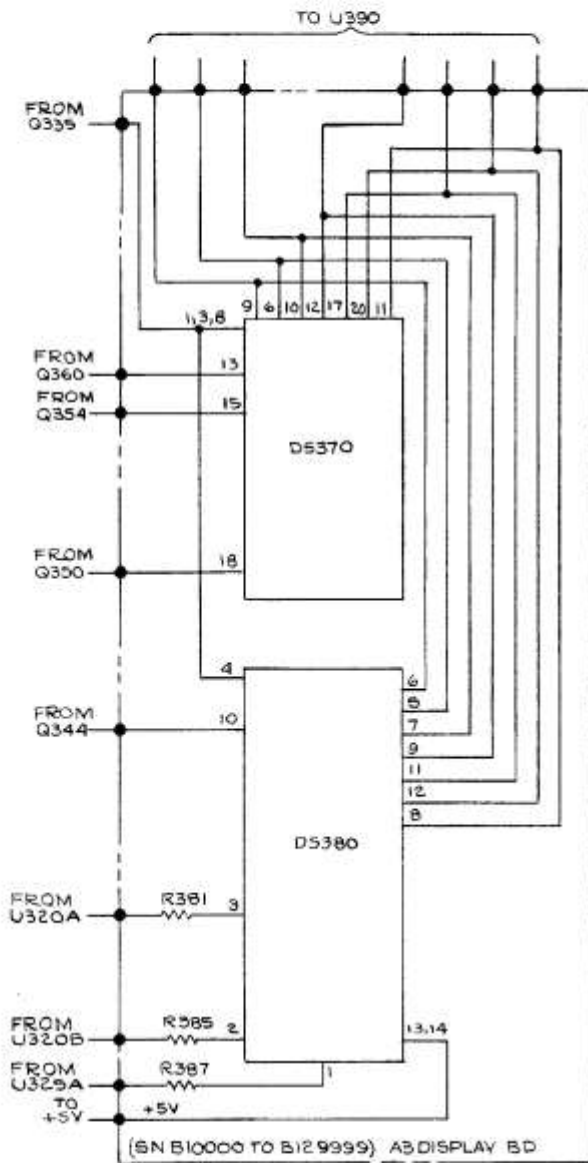 TO U390
FROM
Q335
9 6 10 12 17 20 11
1,3,8
FROM
Q360
13
FROM
Q354
15
DS370
FROM
Q350
18
4
6
5
FROM
Q344
10
7
9
11
12
8
DS380
FROM
U320A
R381
3
FROM
U320B
R385
2
13,14
FROM
U329A
R387
1
TO
+5V
+5V
(SN B10000 TO B129999) A3 DISPLAY BD